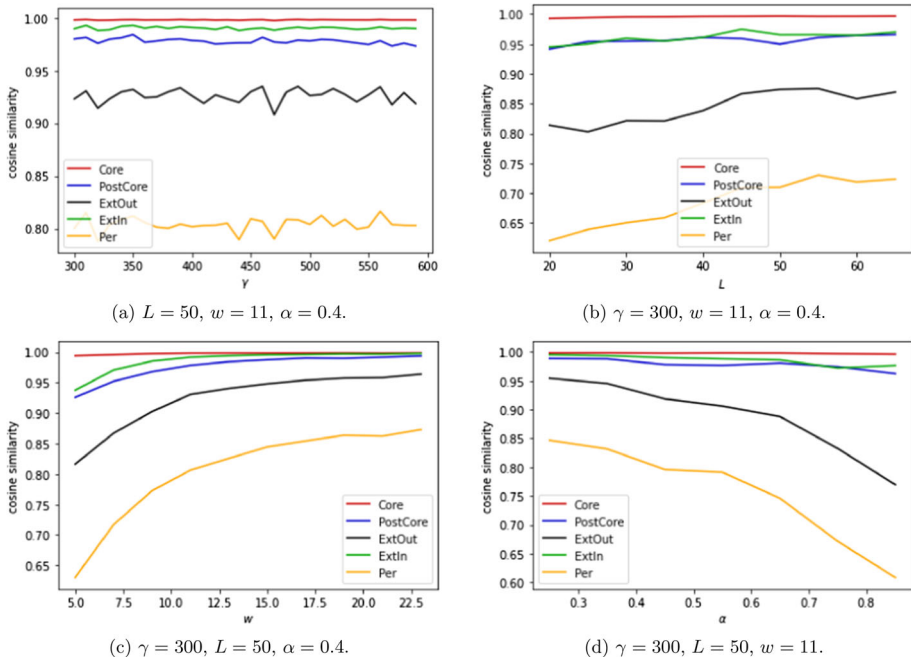 1.00
0.95
0.90
0.85
0.80
cosine similarity
Core
PostCore
ExtOut
ExtIn
Per
300
350
400
450
500
550
600
γ
(a) L = 50, w = 11, α = 0.4.
1.00
0.95
0.90
0.85
0.80
0.75
0.70
0.65
cosine similarity
Core
PostCore
ExtOut
ExtIn
Per
20
30
40
50
60
L
(b) γ = 300, w = 11, α = 0.4.
1.00
0.95
0.90
0.85
0.80
0.75
0.70
0.65
cosine similarity
Core
PostCore
ExtOut
ExtIn
Per
5.0
7.5
10.0
12.5
15.0
17.5
20.0
22.5
w
(c) γ = 300, L = 50, α = 0.4.
1.00
0.95
0.90
0.85
0.80
0.75
0.70
0.65
0.60
cosine similarity
Core
PostCore
ExtOut
ExtIn
Per
0.3
0.4
0.5
0.6
0.7
0.8
α
(d) γ = 300, L = 50, w = 11.